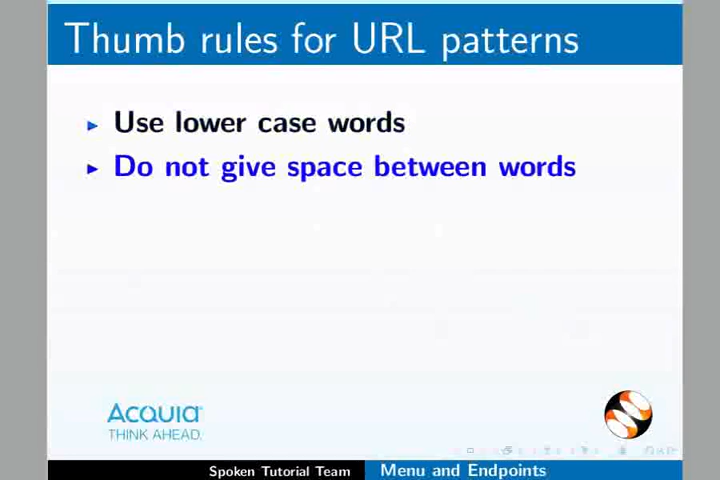 Thumb rules for URL patterns
Use lower case words
Do not give space between words
Acquia
THINK AHEAD.
Spoken Tutorial Team
Menu and Endpoints